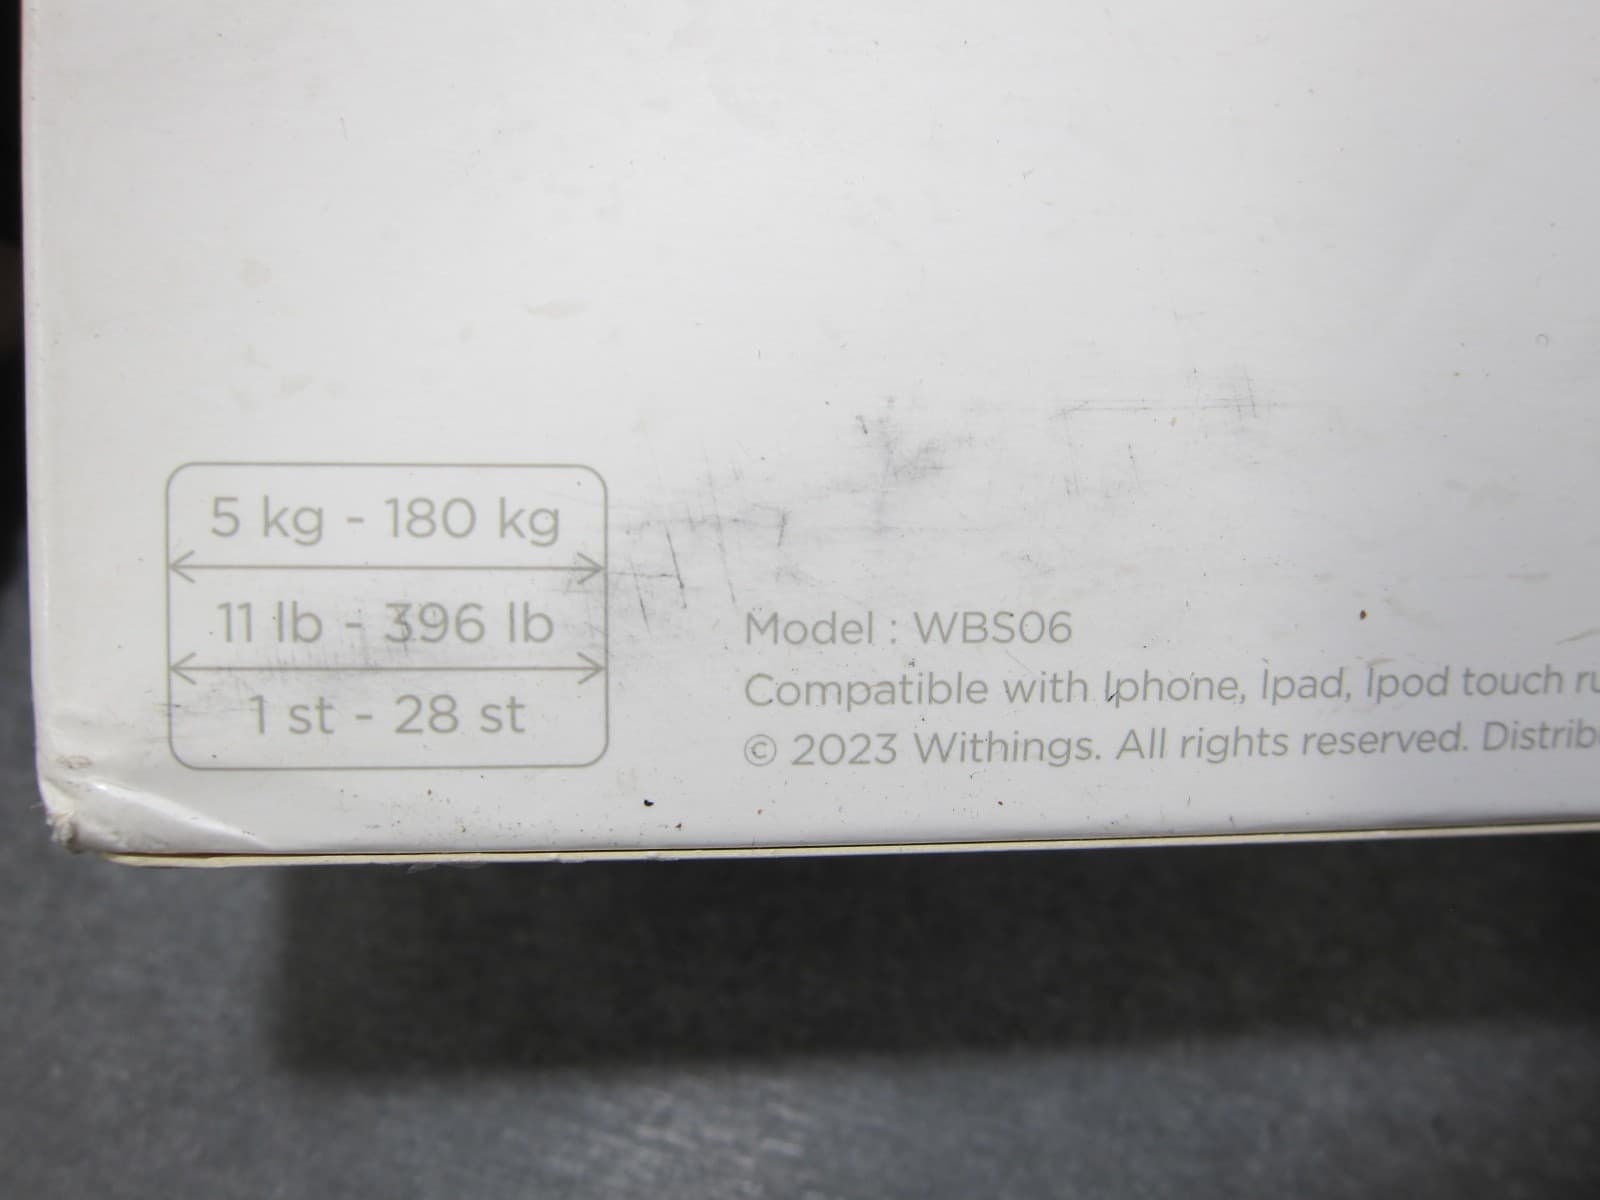 5 kg - 180 kg
11 lb - 396 lb
1 st - 28 st
Model : WBS06
Compatible with Iphone, Ipad, Ipod touch
© 2023 Withings. All rights reserved.